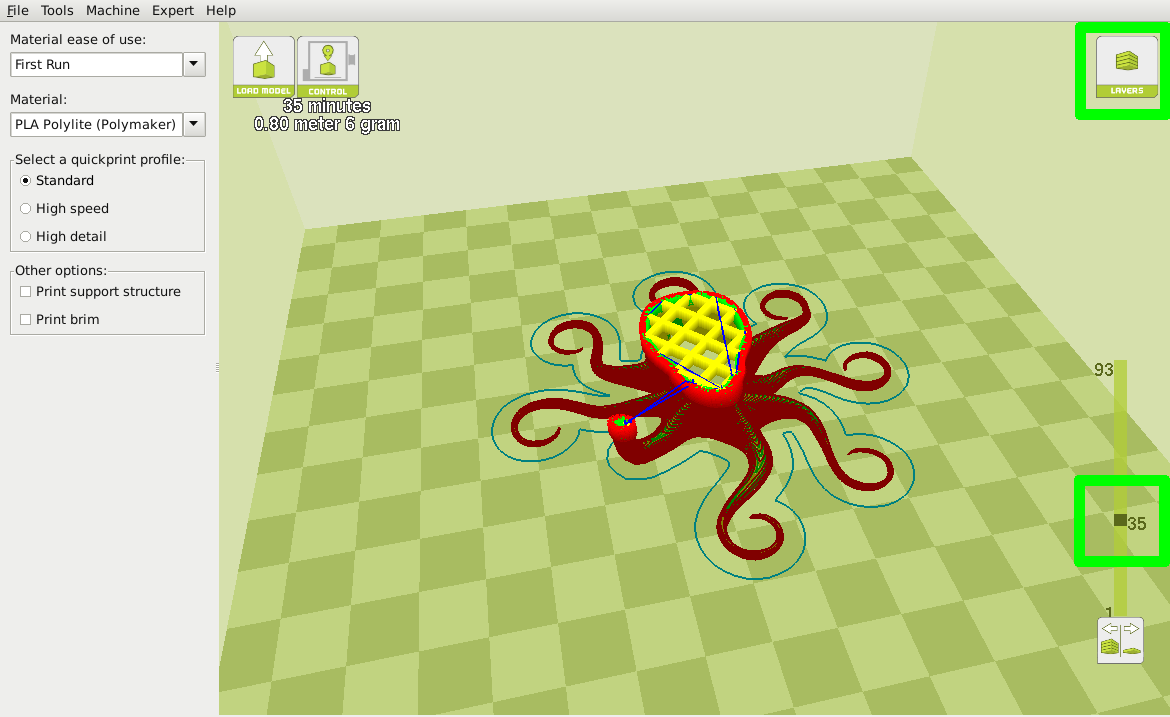 File Tools Machine Expert Help
Material ease of use:
First Run
Material:
PLA Polylite (Polymaker)
Select a quickprint profile:
Standard
High speed
High detail
Other options:
Print support structure
Print brim
LOAD MODEL
CONTROL
35 minutes
0.80 meter 6 gram
LAYERS
93
35
1